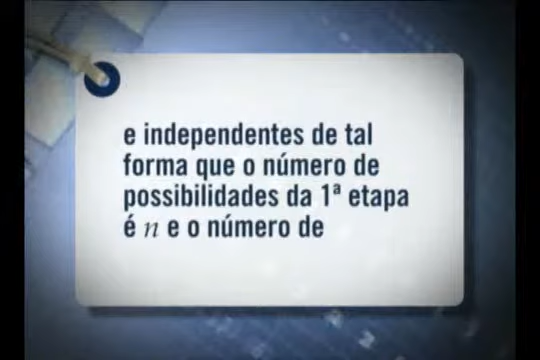 e independentes de tal
forma que o número de
possibilidades da 1ª etapa
é n e o número de